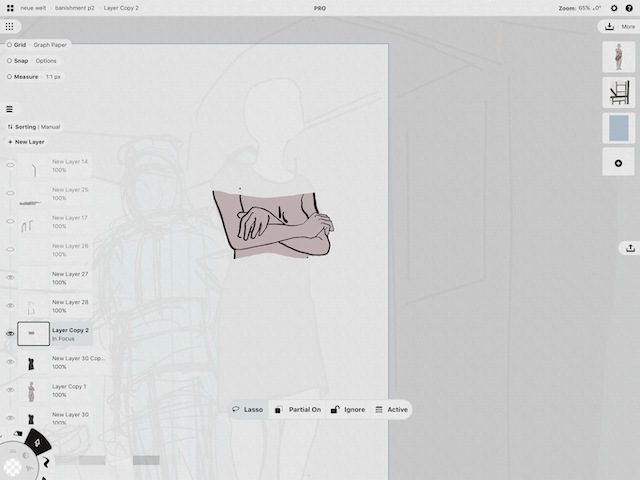 neue welt · banishment p2 · Layer Copy 2
PRO
Zoom: 65% ∠0°
More
Grid · Graph Paper
Snap · Options
Measure · 1:1 px
Sorting | Manual
+ New Layer
New Layer 14
100%
New Layer 25
100%
New Layer 17
100%
New Layer 26
100%
New Layer 27
100%
New Layer 28
100%
Layer Copy 2
In Focus
New Layer 30 Cop...
100%
Layer Copy 1
100%
New Layer 30
100%
Lasso
Partial On
Ignore
Active